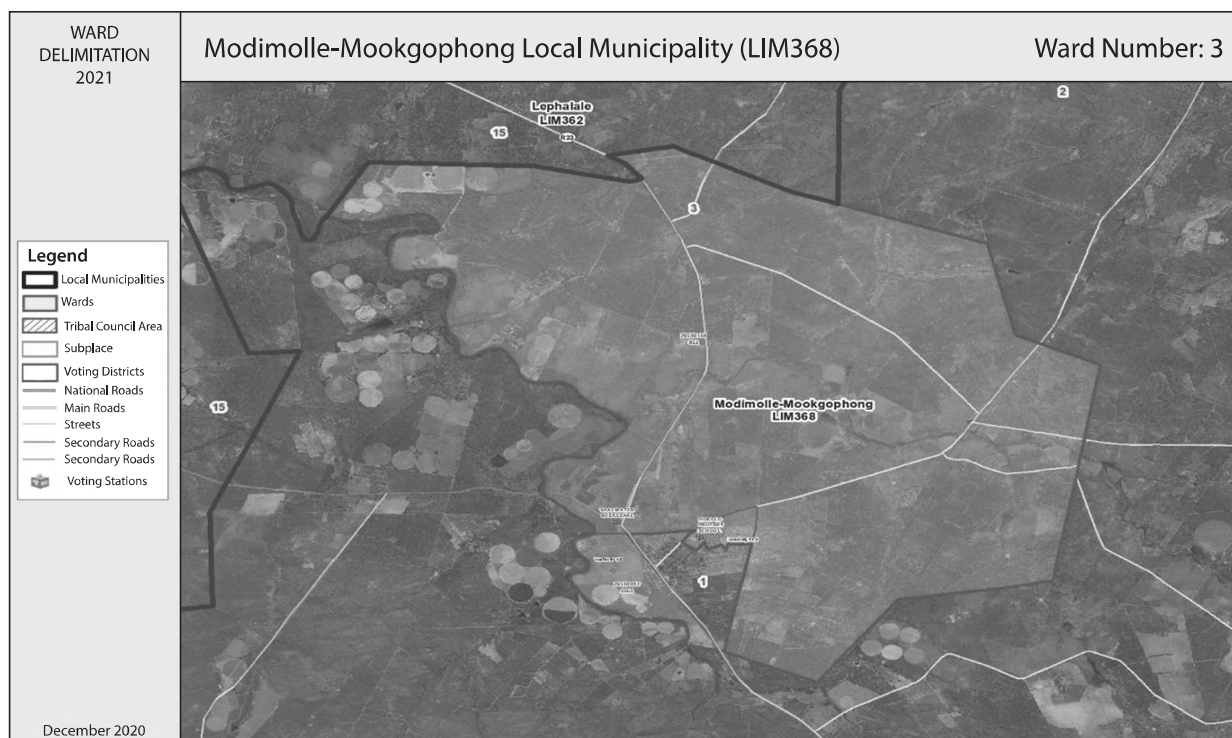 WARD
DELIMITATION
2021
Modimolle-Mookgophong Local Municipality (LIM368)
Ward Number: 3
Legend
Local Municipalities
Wards
Tribal Council Area
Subplace
Voting Districts
National Roads
Main Roads
Streets
Secondary Roads
Secondary Roads
Voting Stations
December 2020
2
Lephalale
LIM362
15
R33
3
15
Modimolle-Mookgophong
LIM368
SCHOOL
1